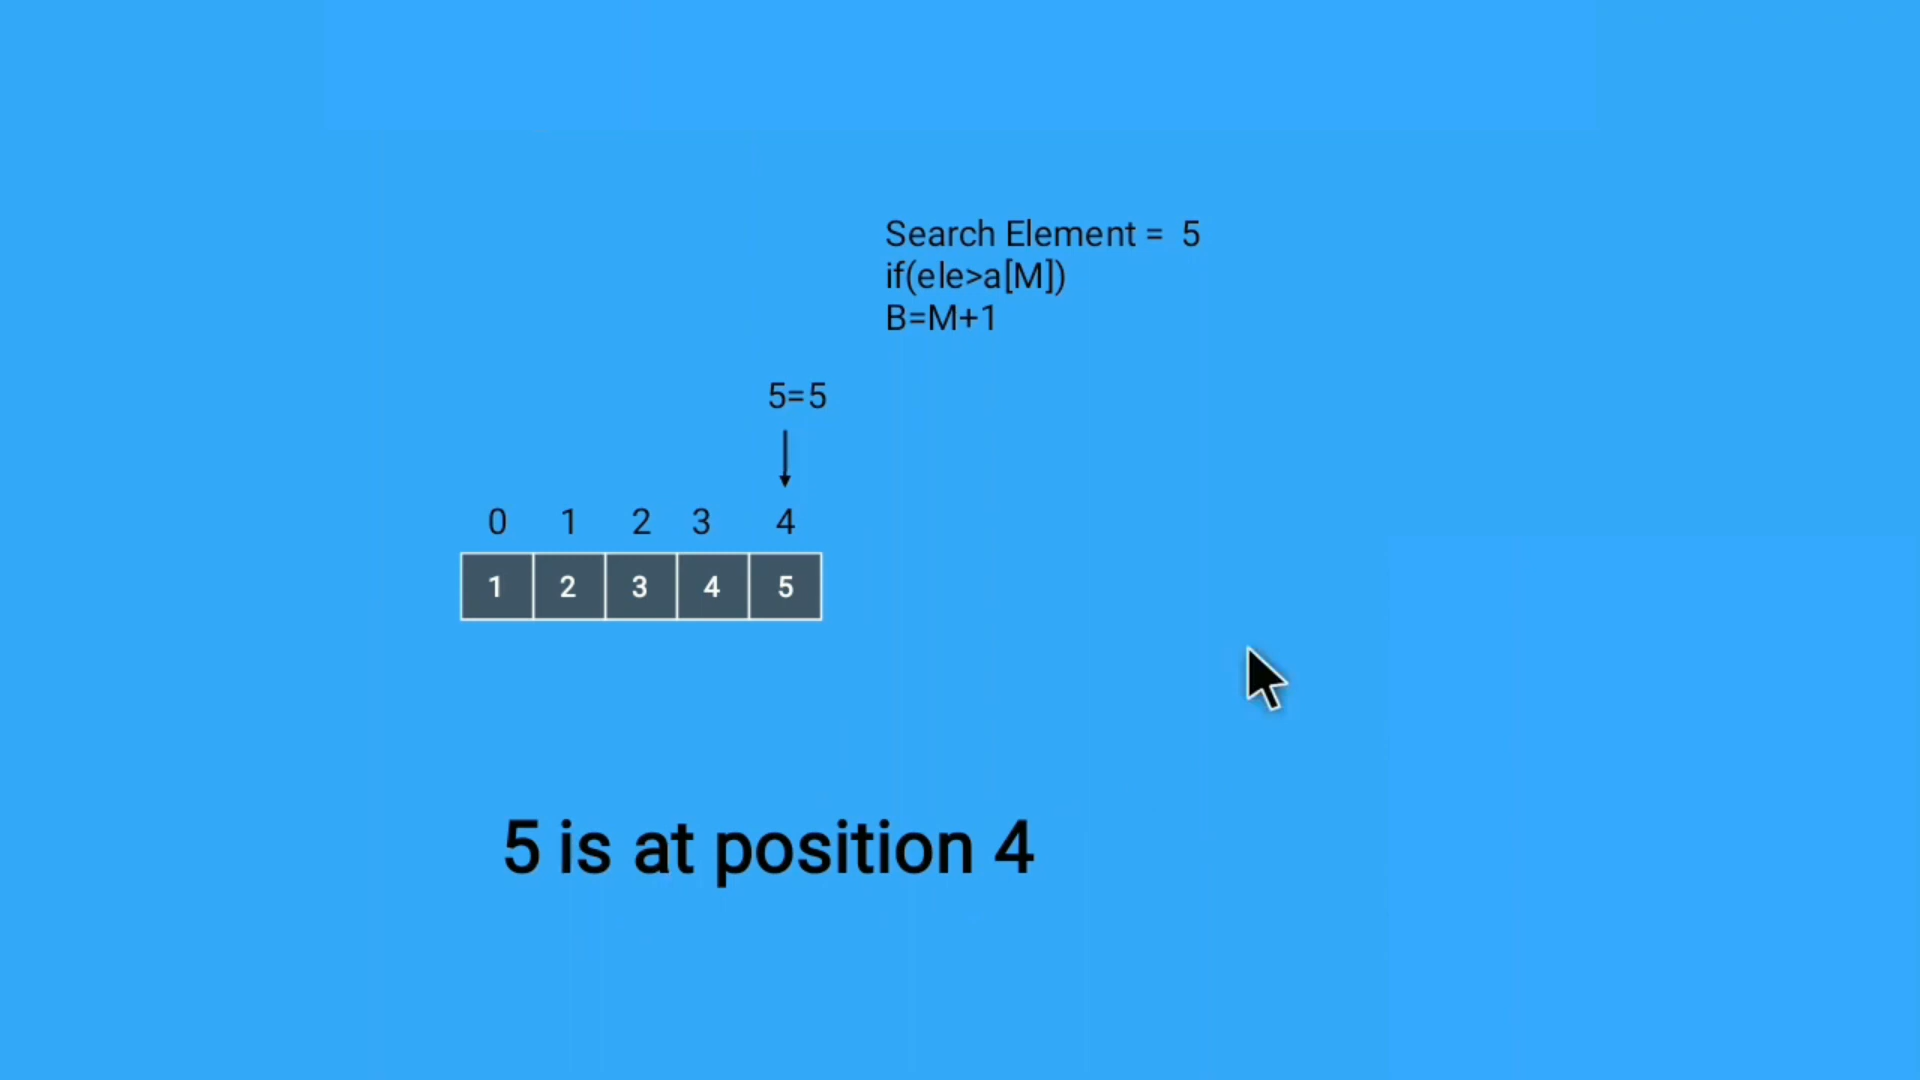 Search Element = 5
if(ele>a[M])
B=M+1
5=5
0 1 2 3 4
1 2 3 4 5
5 is at position 4